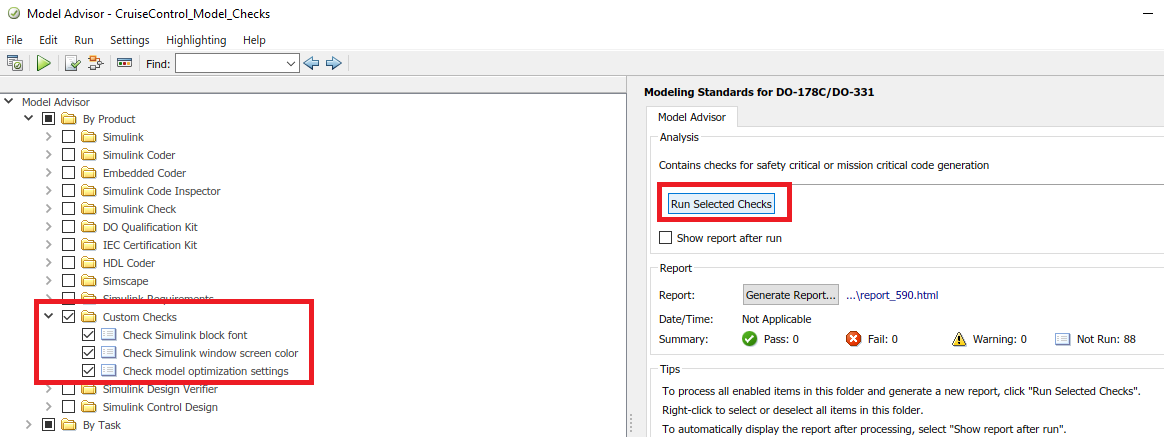 Model Advisor - CruiseControl_Model_Checks
File Edit Run Settings Highlighting Help
Find:
Model Advisor
By Product
Simulink
Simulink Coder
Embedded Coder
Simulink Code Inspector
Simulink Check
DO Qualification Kit
IEC Certification Kit
HDL Coder
Simscape
Simulink Requirements
Custom Checks
Check Simulink block font
Check Simulink window screen color
Check model optimization settings
Simulink Design Verifier
Simulink Control Design
By Task
Modeling Standards for DO-178C/DO-331
Model Advisor
Analysis
Contains checks for safety critical or mission critical code generation
Run Selected Checks
Show report after run
Report
Report: Generate Report... ...\report_590.html
Date/Time: Not Applicable
Summary: Pass: 0 Fail: 0 Warning: 0 Not Run: 88
Tips
To process all enabled items in this folder and generate a new report, click "Run Selected Checks".
Right-click to select or deselect all items in this folder.
To automatically display the report after processing, select "Show report after run".